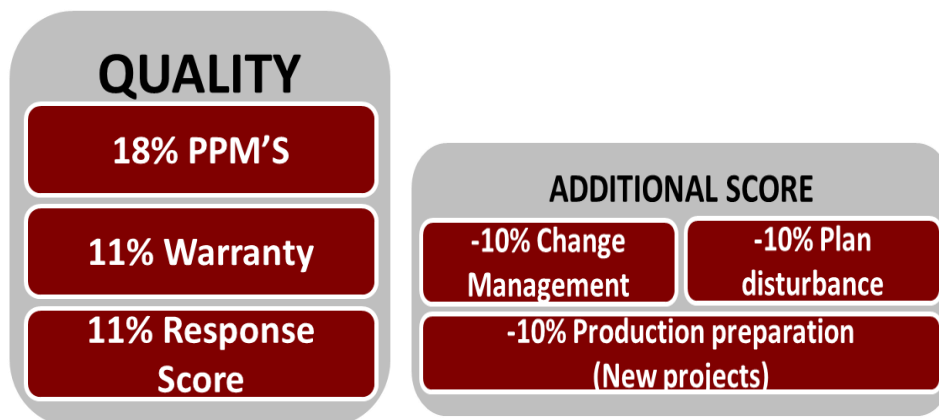 QUALITY
18% PPM’S
11% Warranty
11% Response
Score
ADDITIONAL SCORE
-10% Change
Management
-10% Plan
disturbance
-10% Production preparation
(New projects)